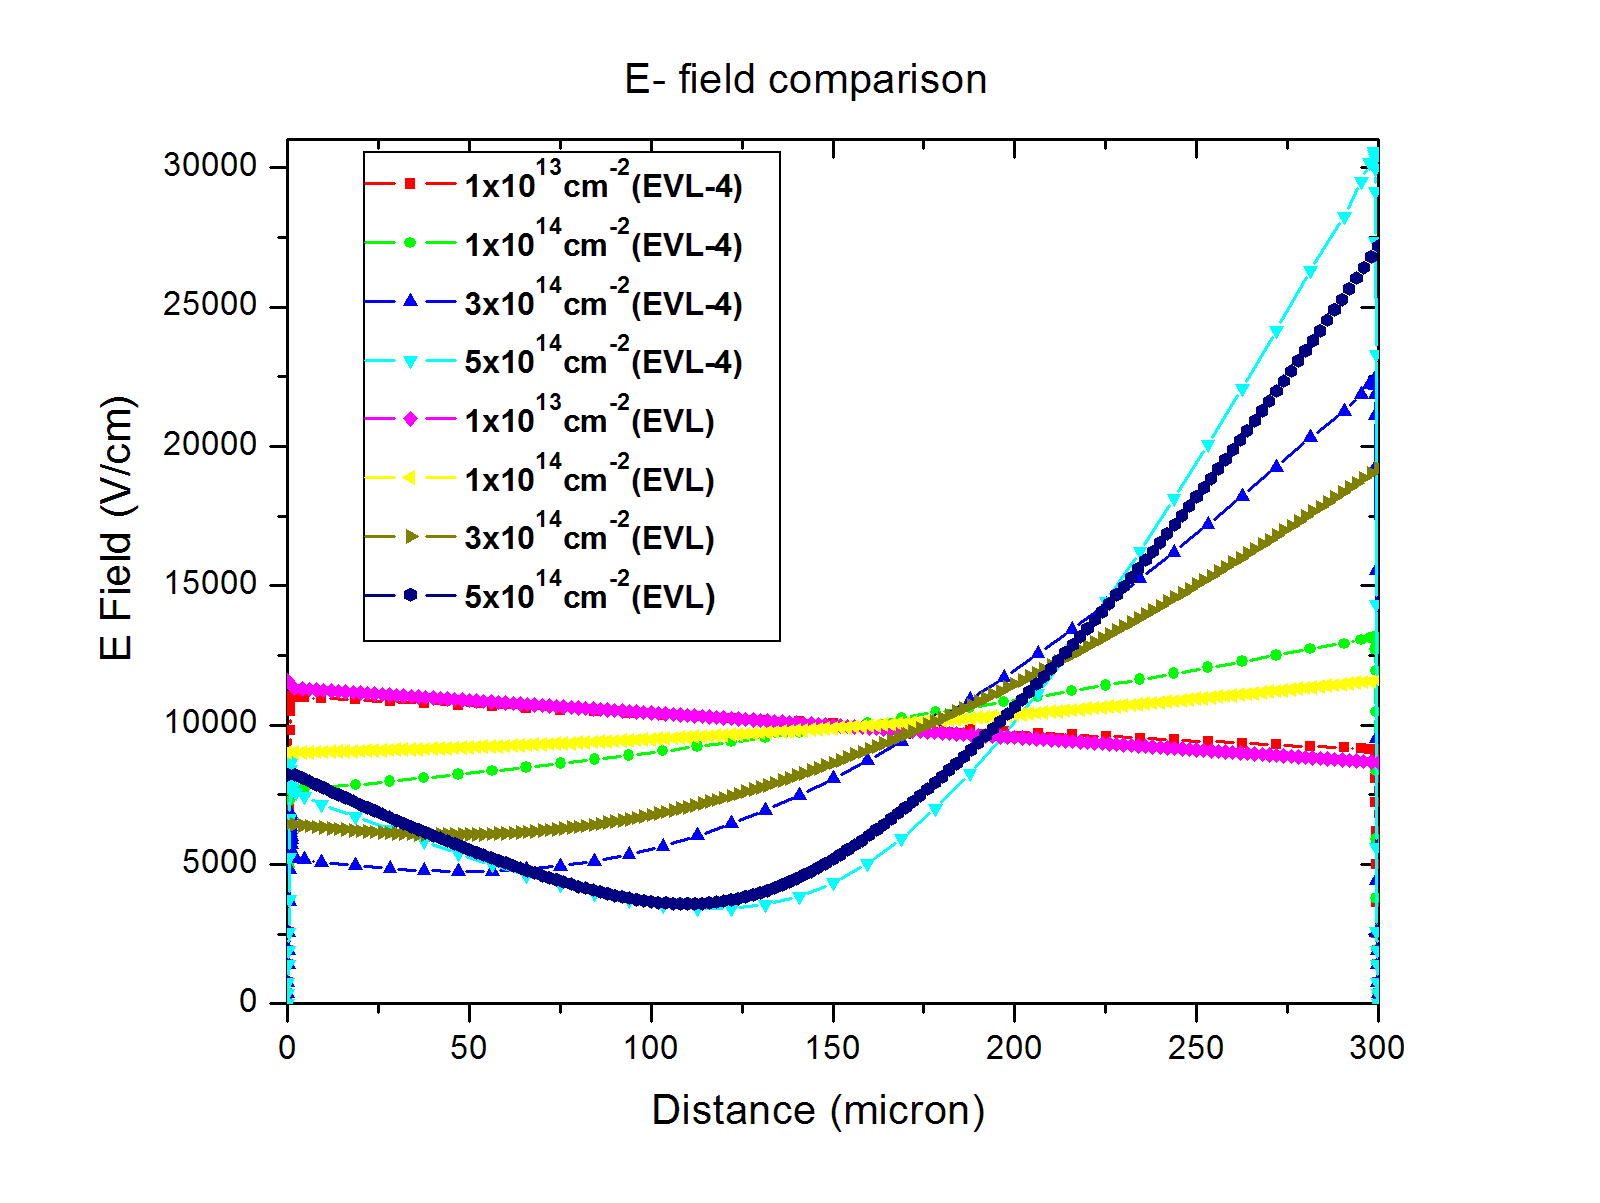 E- field comparison
30000
25000
20000
15000
10000
5000
0
E Field (V/cm)
1x10^13cm^-2(EVL-4)
1x10^14cm^-2(EVL-4)
3x10^14cm^-2(EVL-4)
5x10^14cm^-2(EVL-4)
1x10^13cm^-2(EVL)
1x10^14cm^-2(EVL)
3x10^14cm^-2(EVL)
5x10^14cm^-2(EVL)
0 50 100 150 200 250 300
Distance (micron)